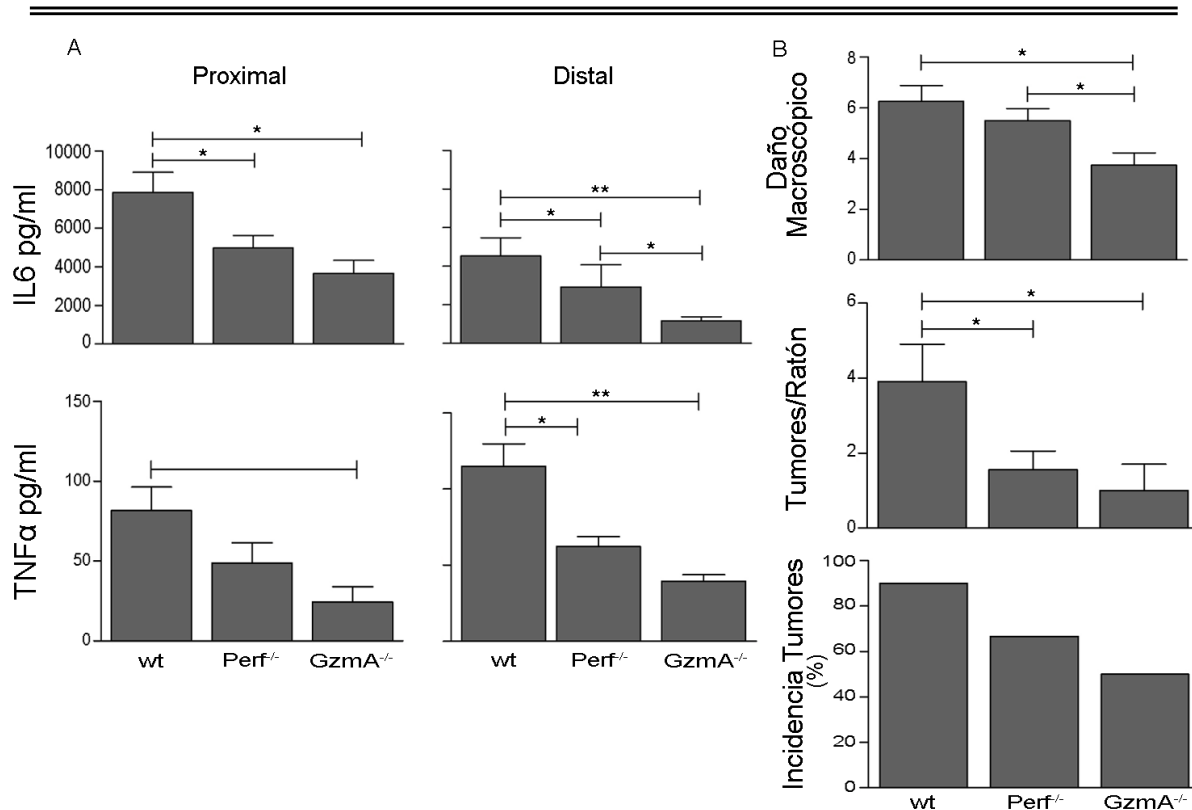 A
Proximal
Distal
IL6 pg/ml
10000
8000
6000
4000
2000
0
*
*
**
*
*
TNFα pg/ml
150
100
50
0
**
*
wt
Perf-/-
GzmA-/-
wt
Perf-/-
GzmA-/-
B
Daño
Macroscópico
8
6
4
2
0
*
*
Tumores/Ratón
6
4
2
0
*
*
Incidencia Tumores
(%)
100
80
60
40
20
0
wt
Perf-/-
GzmA-/-